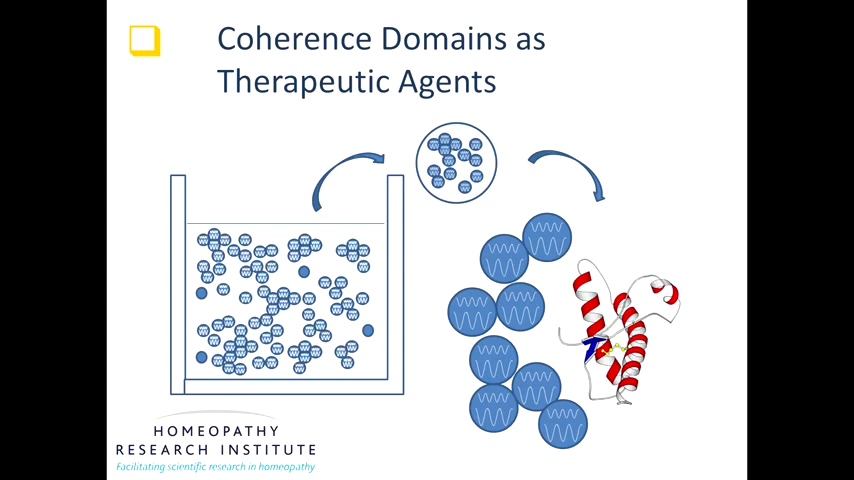 Coherence Domains as
Therapeutic Agents
HOMEOPATHY
RESEARCH INSTITUTE
Facilitating scientific research in homeopathy